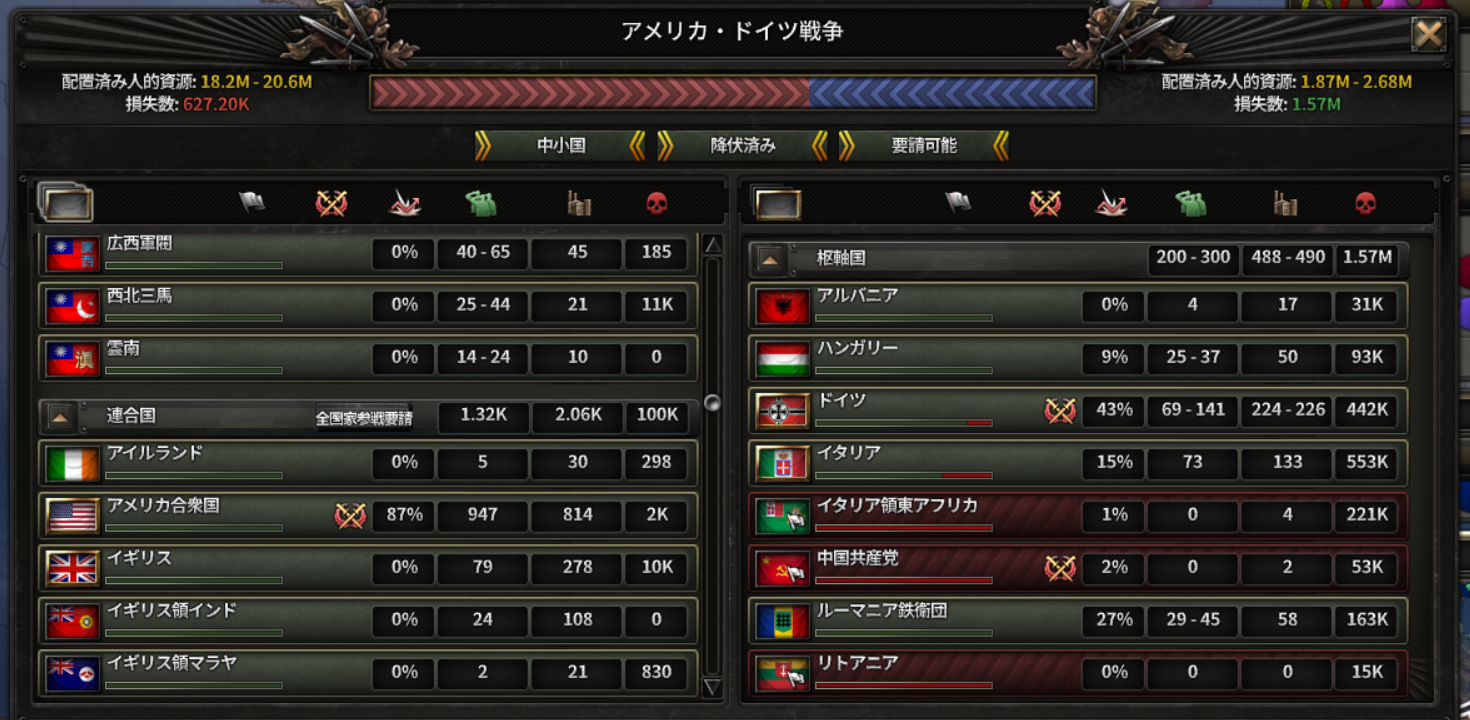 アメリカ・ドイツ戦争
配置済み人的資源: 18.2M - 20.6M
損失数: 627.20K
配置済み人的資源: 1.87M - 2.68M
損失数: 1.57M
中小国 降伏済み 要請可能
広西軍閥 0% 40 - 65 45 185
西北三馬 0% 25 - 44 21 11K
雲南 0% 14 - 24 10 0
連合国 全国家参戦要請 1.32K 2.06K 100K
アイルランド 0% 5 30 298
アメリカ合衆国 87% 947 814 2K
イギリス 0% 79 278 10K
イギリス領インド 0% 24 108 0
イギリス領マラヤ 0% 2 21 830
枢軸国 200 - 300 488 - 490 1.57M
アルバニア 0% 4 17 31K
ハンガリー 9% 25 - 37 50 93K
ドイツ 43% 69 - 141 224 - 226 442K
イタリア 15% 73 133 553K
イタリア領東アフリカ 1% 0 4 221K
中国共産党 2% 0 2 53K
ルーマニア鉄衛団 27% 29 - 45 58 163K
リトアニア 0% 0 0 15K